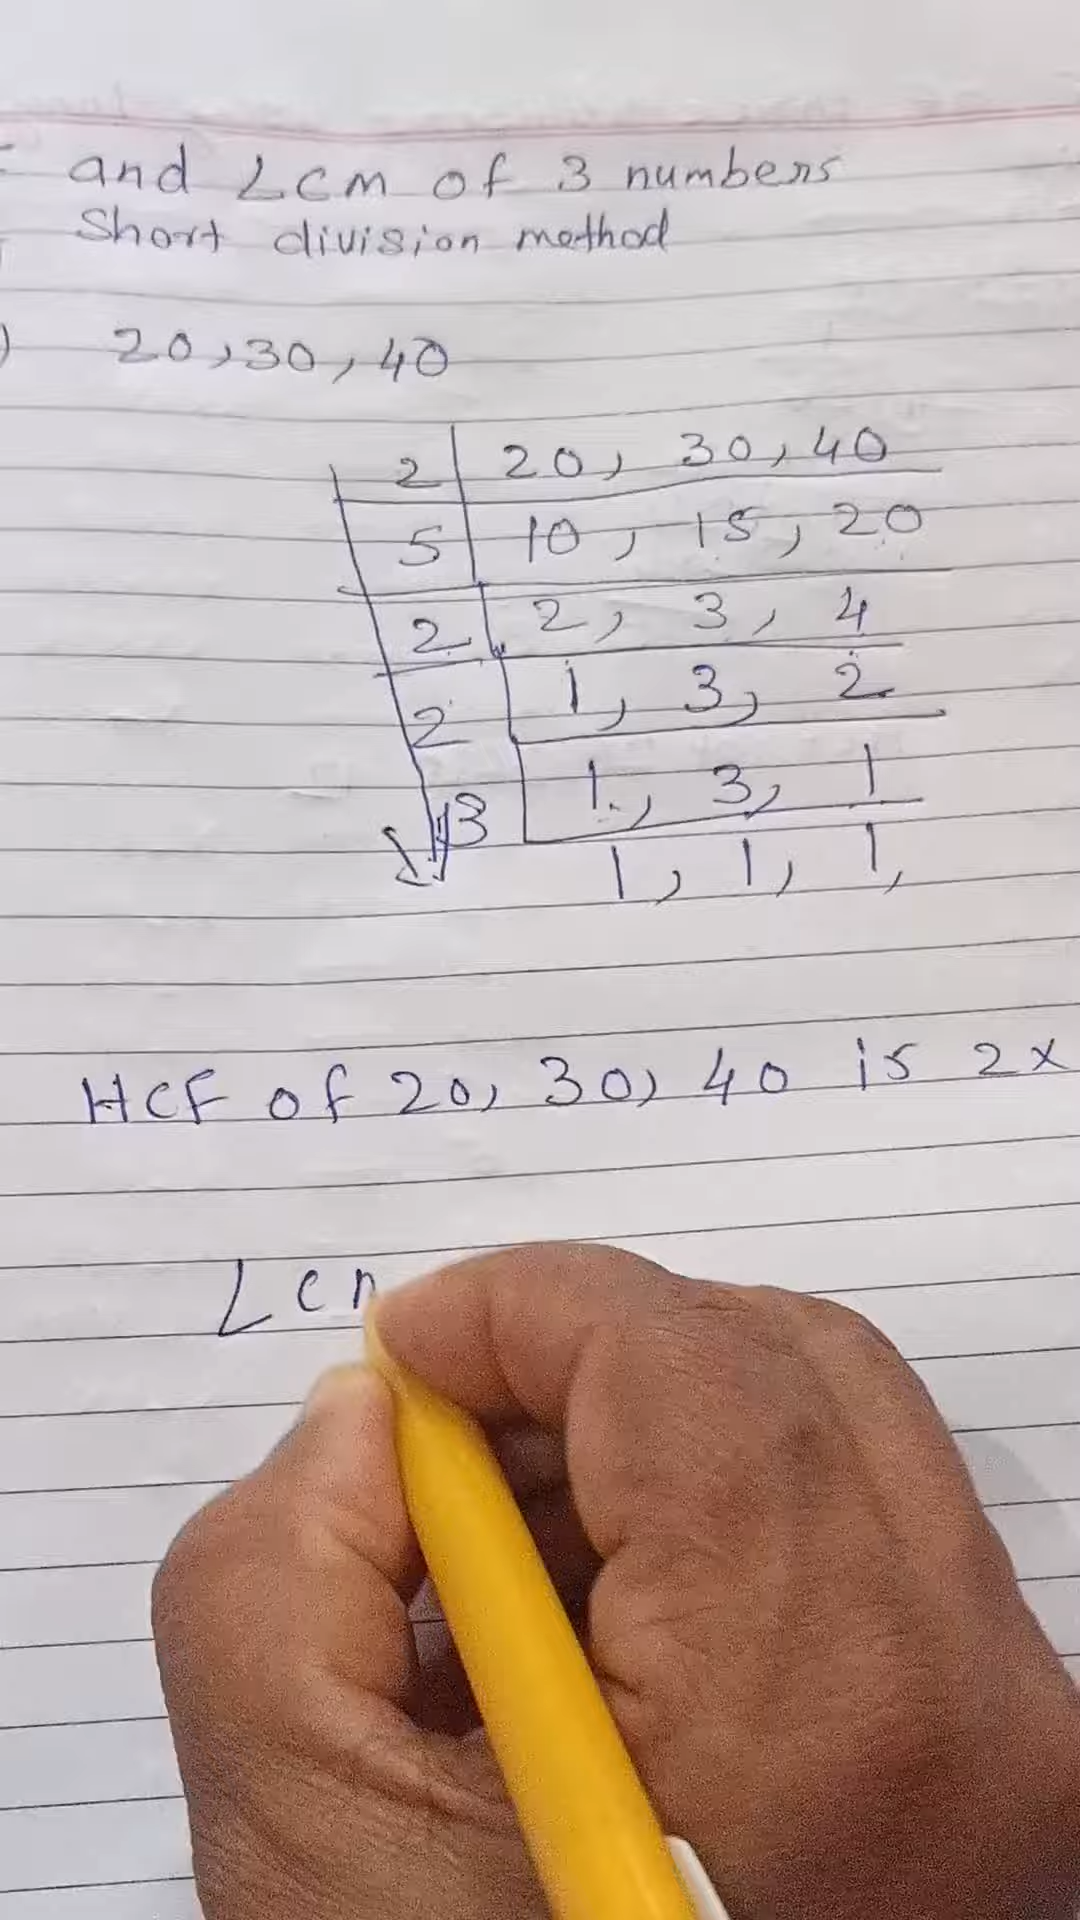 and LCM of 3 numbers
Short division method
) 20, 30, 40
2 | 20, 30, 40
5 | 10, 15, 20
2 | 2, 3, 4
2 | 1, 3, 2
3 | 1, 3, 1
1, 1, 1,
HCF of 20, 30, 40 is 2x
LCM